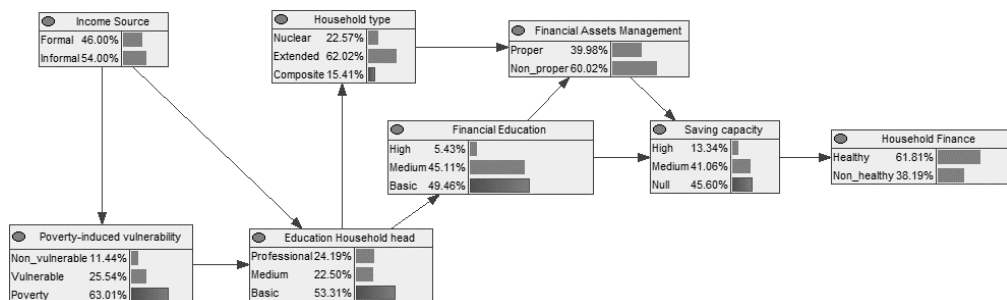 Income Source
Formal 46.00%
Informal 54.00%
Household type
Nuclear 22.57%
Extended 62.02%
Composite 15.41%
Financial Assets Management
Proper 39.98%
Non_proper 60.02%
Financial Education
High 5.43%
Medium 45.11%
Basic 49.46%
Saving capacity
High 13.34%
Medium 41.06%
Null 45.60%
Household Finance
Healthy 61.81%
Non_healthy 38.19%
Poverty-induced vulnerability
Non_vulnerable 11.44%
Vulnerable 25.54%
Poverty 63.01%
Education Household head
Professional 24.19%
Medium 22.50%
Basic 53.31%